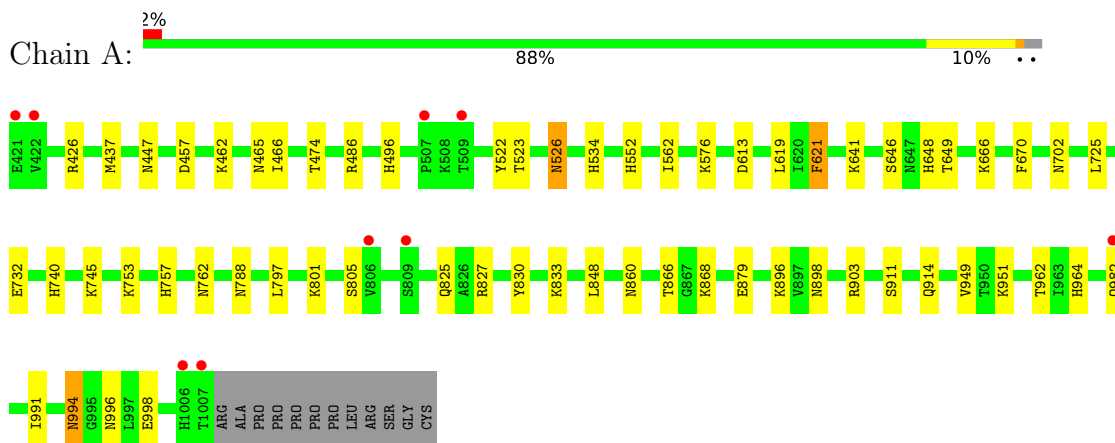 2%
Chain A:
88% 10% • •
E421 V422 R426 M437 N447 D457 K462 N465 I466 T474 R486 H496 P507 K508 T509 Y522 T523 N526 H534 H552 I562 K576 D613 L619 I620 F621 K641 S646 N647 H648 T649 K666 F670 N702 L725
E732 H740 K745 K753 H757 N762 N788 L797 K801 S805 V806 S809 Q825 A826 R827 Y830 K833 L848 N860 T866 G867 K868 E879 K896 V897 N898 R903 S911 Q914 V949 T950 K951 T962 I963 H964
I991 N994 G995 N996 L997 E998 H1006 T1007 ARG ALA PRO PRO PRO PRO PRO LEU ARG SER GLY CYS